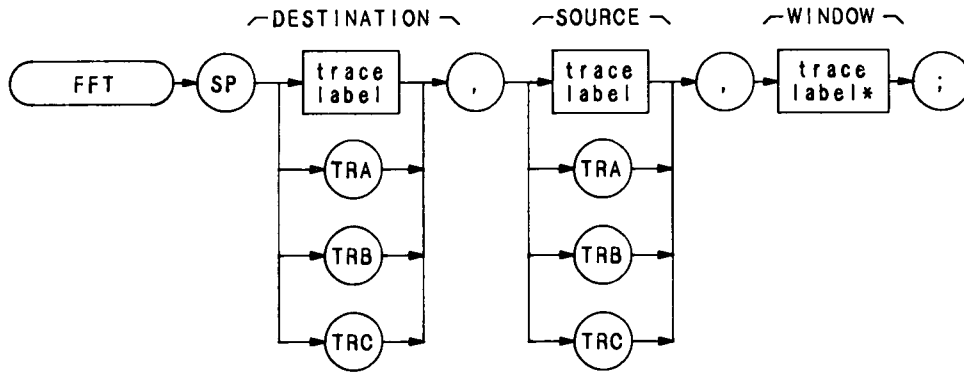 DESTINATION SOURCE WINDOW
FFT SP trace label , trace label , trace label* ;
TRA TRA
TRB TRB
TRC TRC